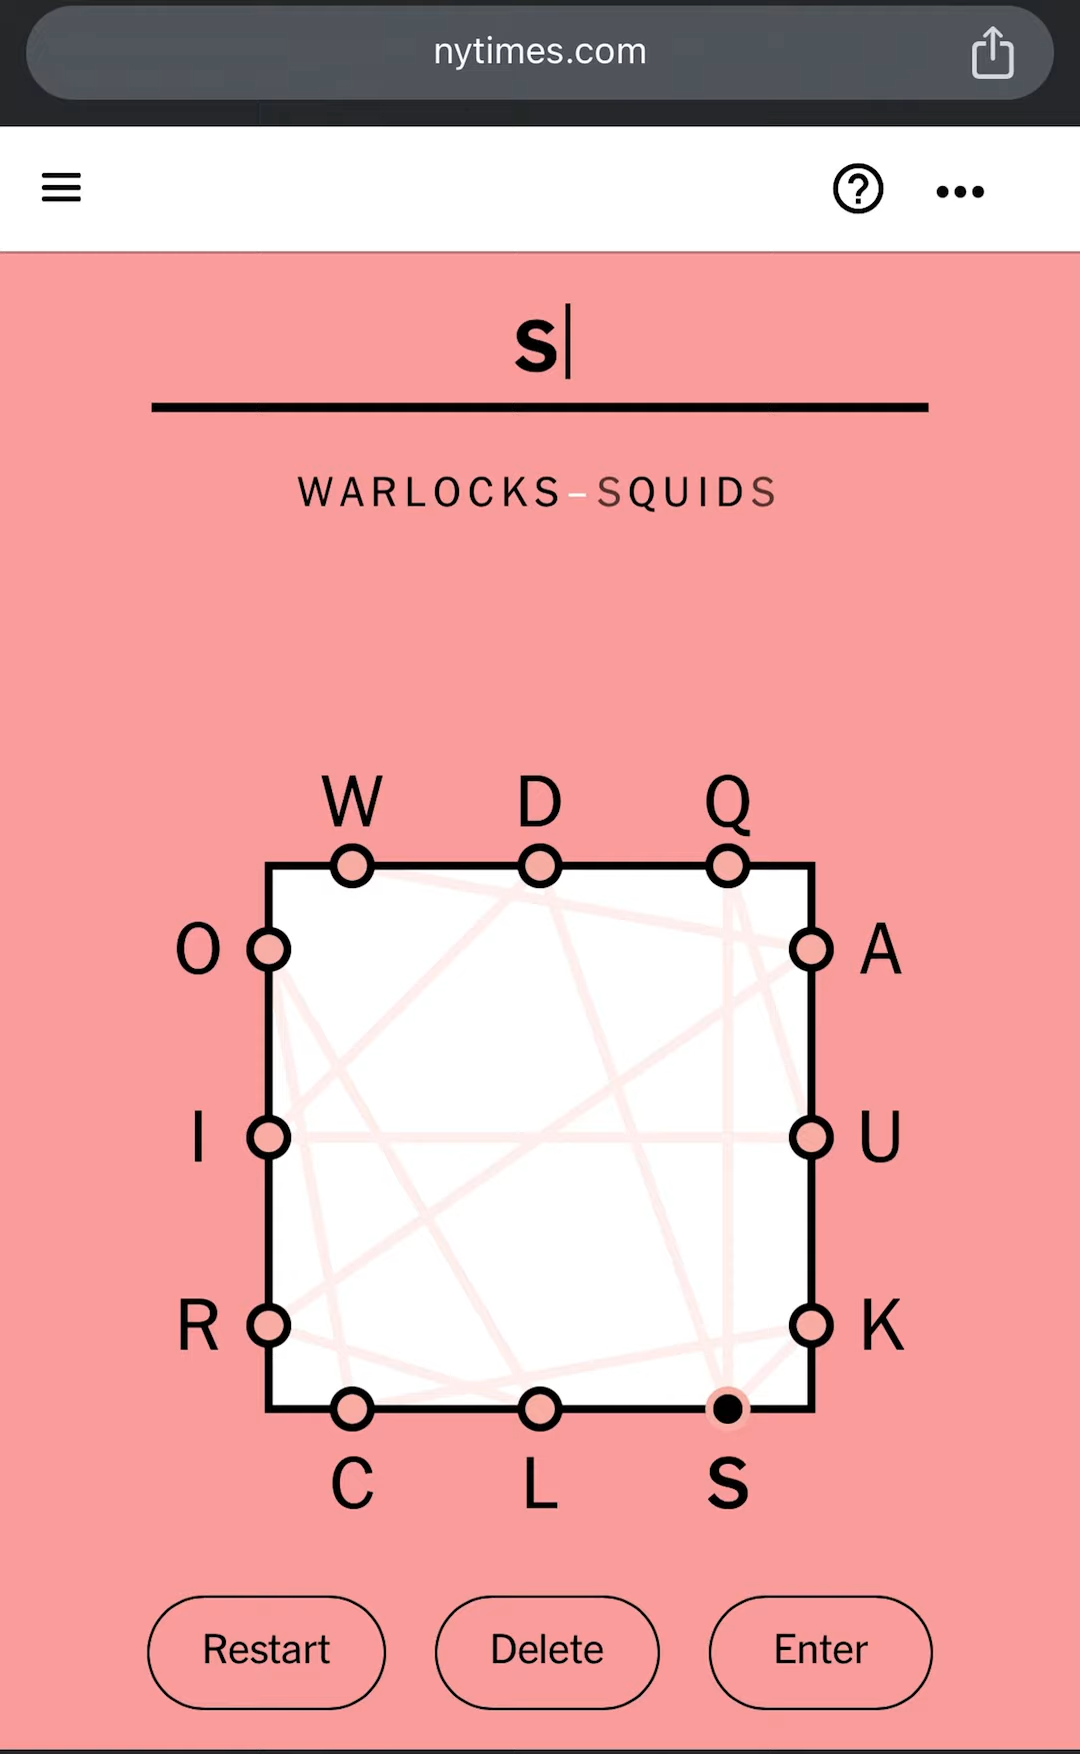 nytimes.com
S
WARLOCKS–SQUIDS
W D Q
O A
I U
R K
C L S
Restart Delete Enter